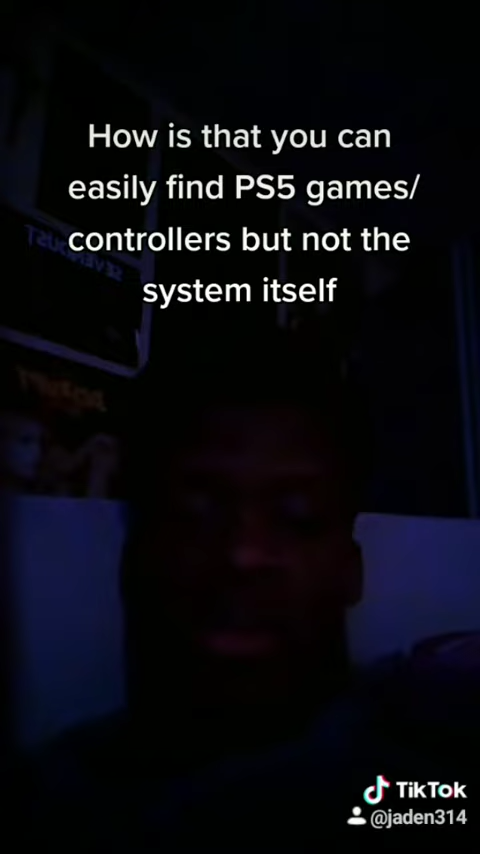 How is that you can
easily find PS5 games/
controllers but not the
system itself
TikTok
@jaden314